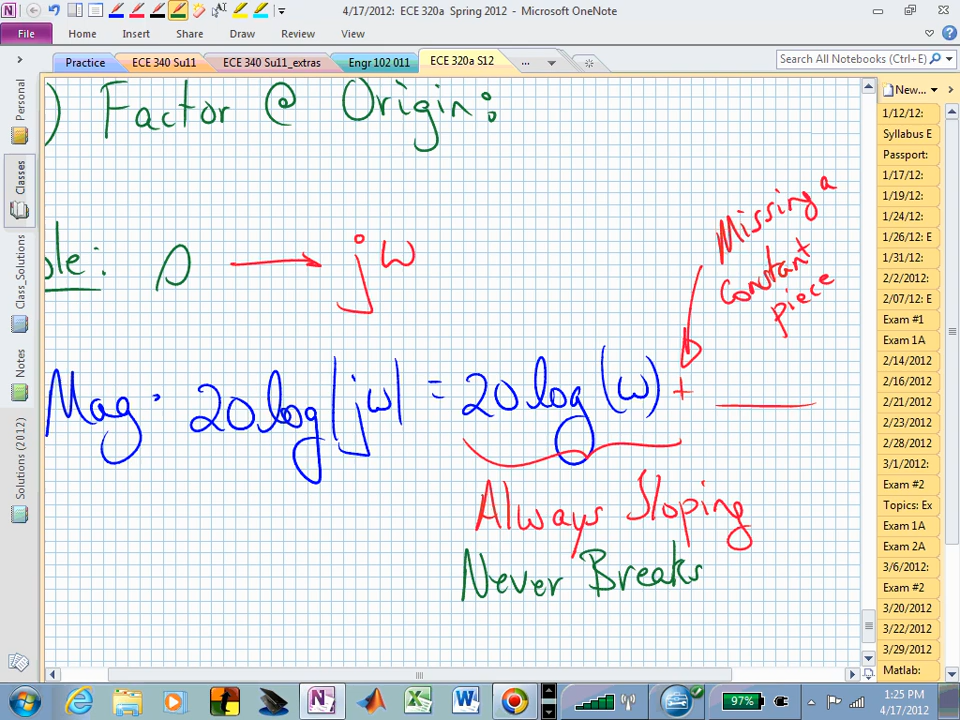 4/17/2012 ECE 320a Spring 2012 - Microsoft OneNote
File Home Insert Share Draw Review View
Practice ECE 340 Su11 ECE 340 Su11_extras Engr 102 011 ECE 320a S12 ...
Search All Notebooks (Ctrl+E)
Personal
Classes
Class_Solutions
Notes
Solutions (2012)
) Factor @ Origin:
Missing a
constant
piece
le: s → jω
Mag. 20log|jω| = 20log(ω) + ____
Always Sloping
Never Breaks
New...
1/12/12:
Syllabus E
Passport:
1/17/12:
1/19/12:
1/24/12:
1/26/12: E
1/31/12:
2/2/2012:
2/07/12: E
Exam #1
Exam 1A
2/14/2012
2/16/2012
2/21/2012
2/23/2012
2/28/2012
3/1/2012:
Exam #2
Topics: Ex
Exam 1A
Exam 2A
3/6/2012:
Exam #2
3/20/2012
3/22/2012
3/29/2012
Matlab:
97%
1:25 PM
4/17/2012